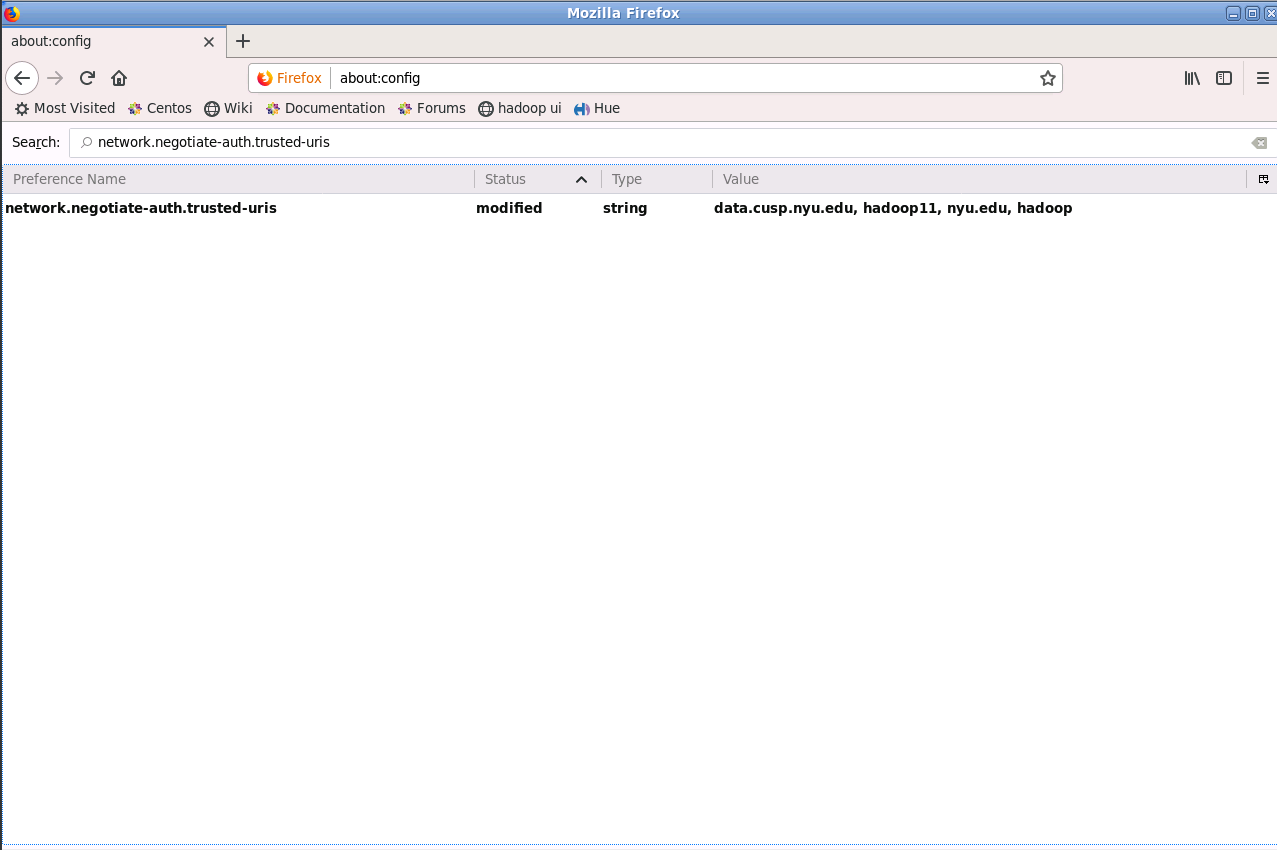 Mozilla Firefox
about:config
Firefox about:config
Most Visited Centos Wiki Documentation Forums hadoop ui Hue
Search: network.negotiate-auth.trusted-uris
Preference Name Status Type Value
network.negotiate-auth.trusted-uris modified string data.cusp.nyu.edu, hadoop11, nyu.edu, hadoop